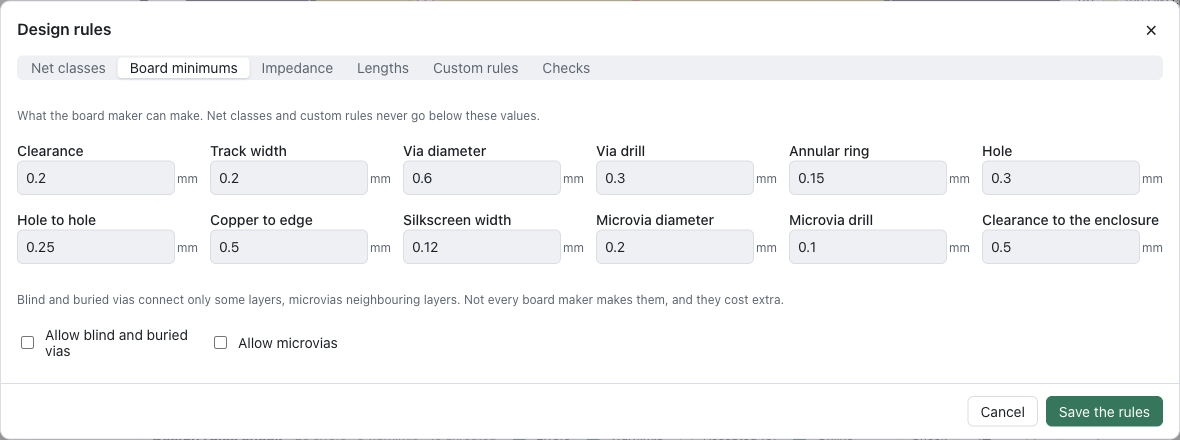 Design rules
Net classes Board minimums Impedance Lengths Custom rules Checks
What the board maker can make. Net classes and custom rules never go below these values.
Clearance Track width Via diameter Via drill Annular ring Hole
0.2 mm 0.2 mm 0.6 mm 0.3 mm 0.15 mm 0.3 mm
Hole to hole Copper to edge Silkscreen width Microvia diameter Microvia drill Clearance to the enclosure
0.25 mm 0.5 mm 0.12 mm 0.2 mm 0.1 mm 0.5 mm
Blind and buried vias connect only some layers, microvias neighbouring layers. Not every board maker makes them, and they cost extra.
Allow blind and buried
vias
Allow microvias
Cancel Save the rules